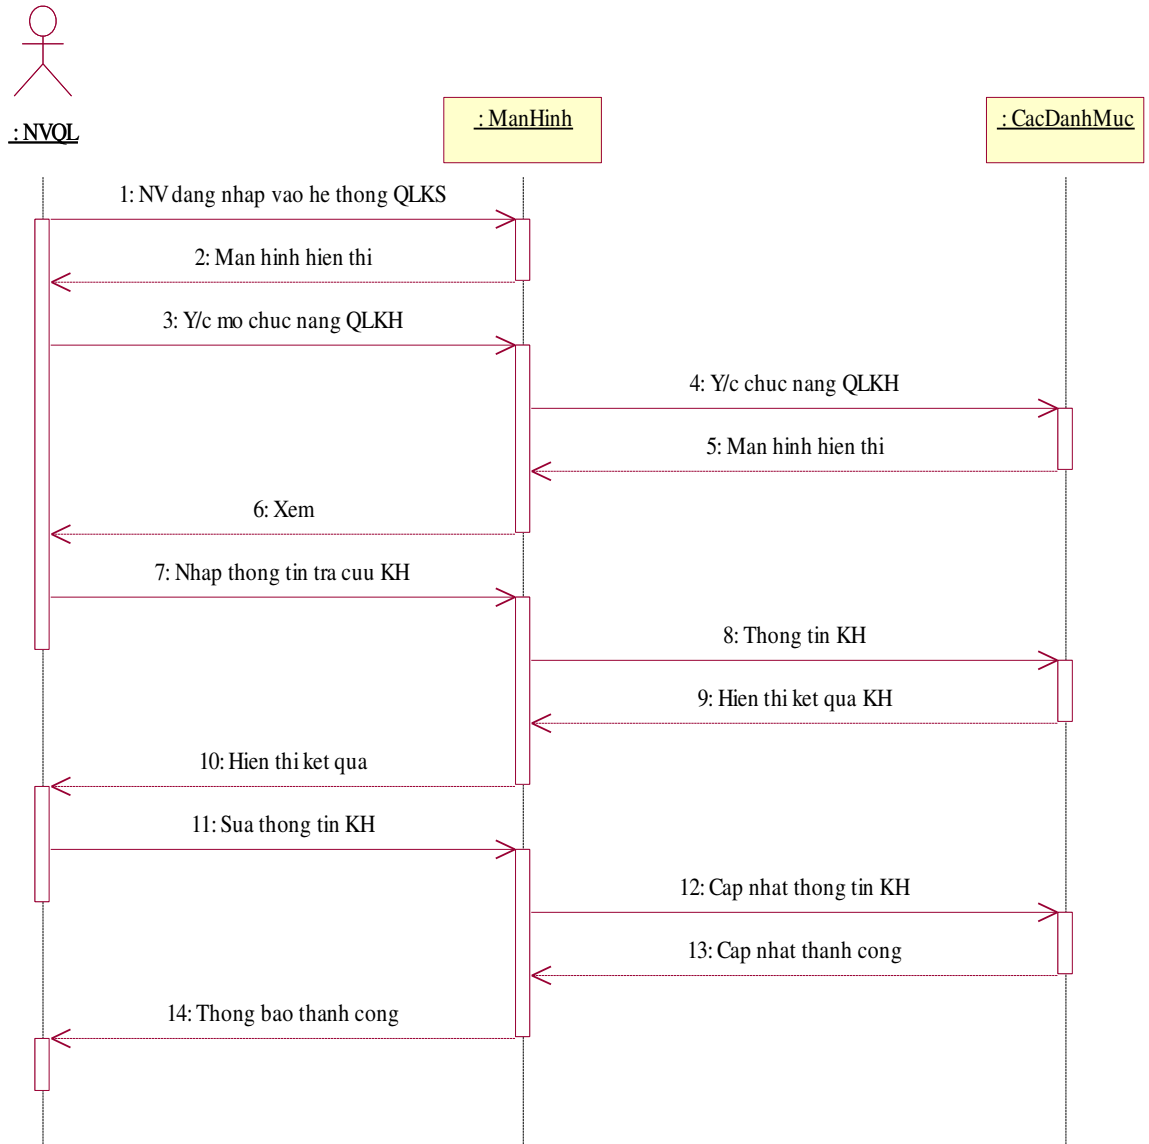 : NVQL
: ManHinh
: CacDanhMuc
1: NV dang nhap vao he thong QLKS
2: Man hinh hien thi
3: Y/c mo chuc nang QLKH
4: Y/c chuc nang QLKH
5: Man hinh hien thi
6: Xem
7: Nhap thong tin tra cuu KH
8: Thong tin KH
9: Hien thi ket qua KH
10: Hien thi ket qua
11: Sua thong tin KH
12: Cap nhat thong tin KH
13: Cap nhat thanh cong
14: Thong bao thanh cong